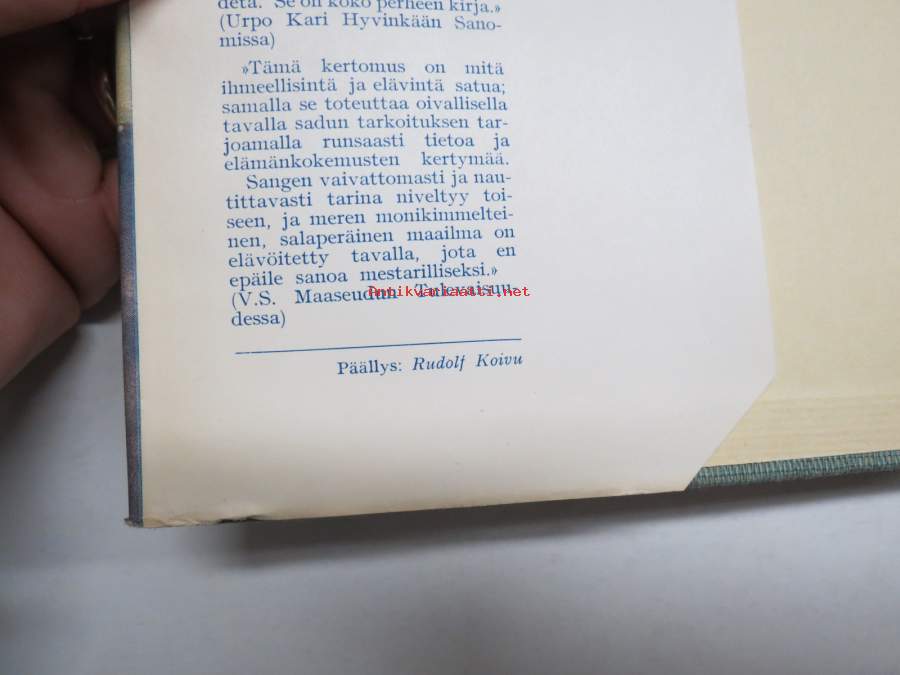 deta. Se on koko perheen kirja.»
(Urpo Kari Hyvinkään Sano-
missa)
»Tämä kertomus on mitä
ihmeellisintä ja elävintä satua;
samalla se toteuttaa oivallisella
tavalla sadun tarkoituksen tar-
joamalla runsaasti tietoa ja
elämänkokemusten kertymää.
Sangen vaivattomasti ja nau-
tittavasti tarina niveltyy toi-
seen, ja meren monikimmeltei-
nen, salaperäinen maailma on
elävöitetty tavalla, jota en
epäile sanoa mestarilliseksi.»
(V.S. Maaseudun Tulevaisuu-
dessa)
Antikvariaatti.net
Päällys: Rudolf Koivu